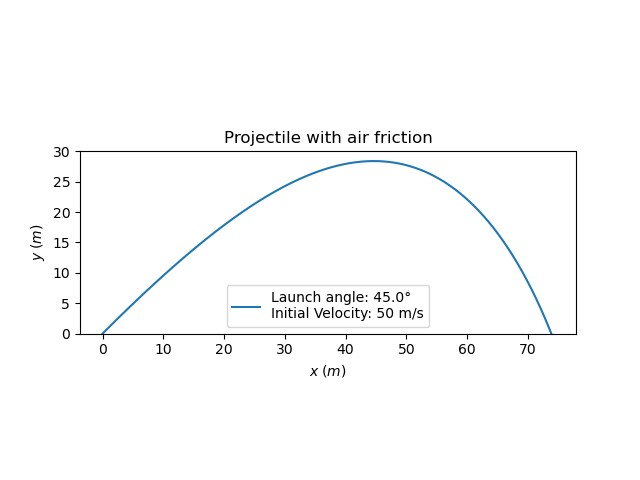 Projectile with air friction
30
25
20
15
10
5
0
y (m)
Launch angle: 45.0°
Initial Velocity: 50 m/s
0 10 20 30 40 50 60 70
x (m)